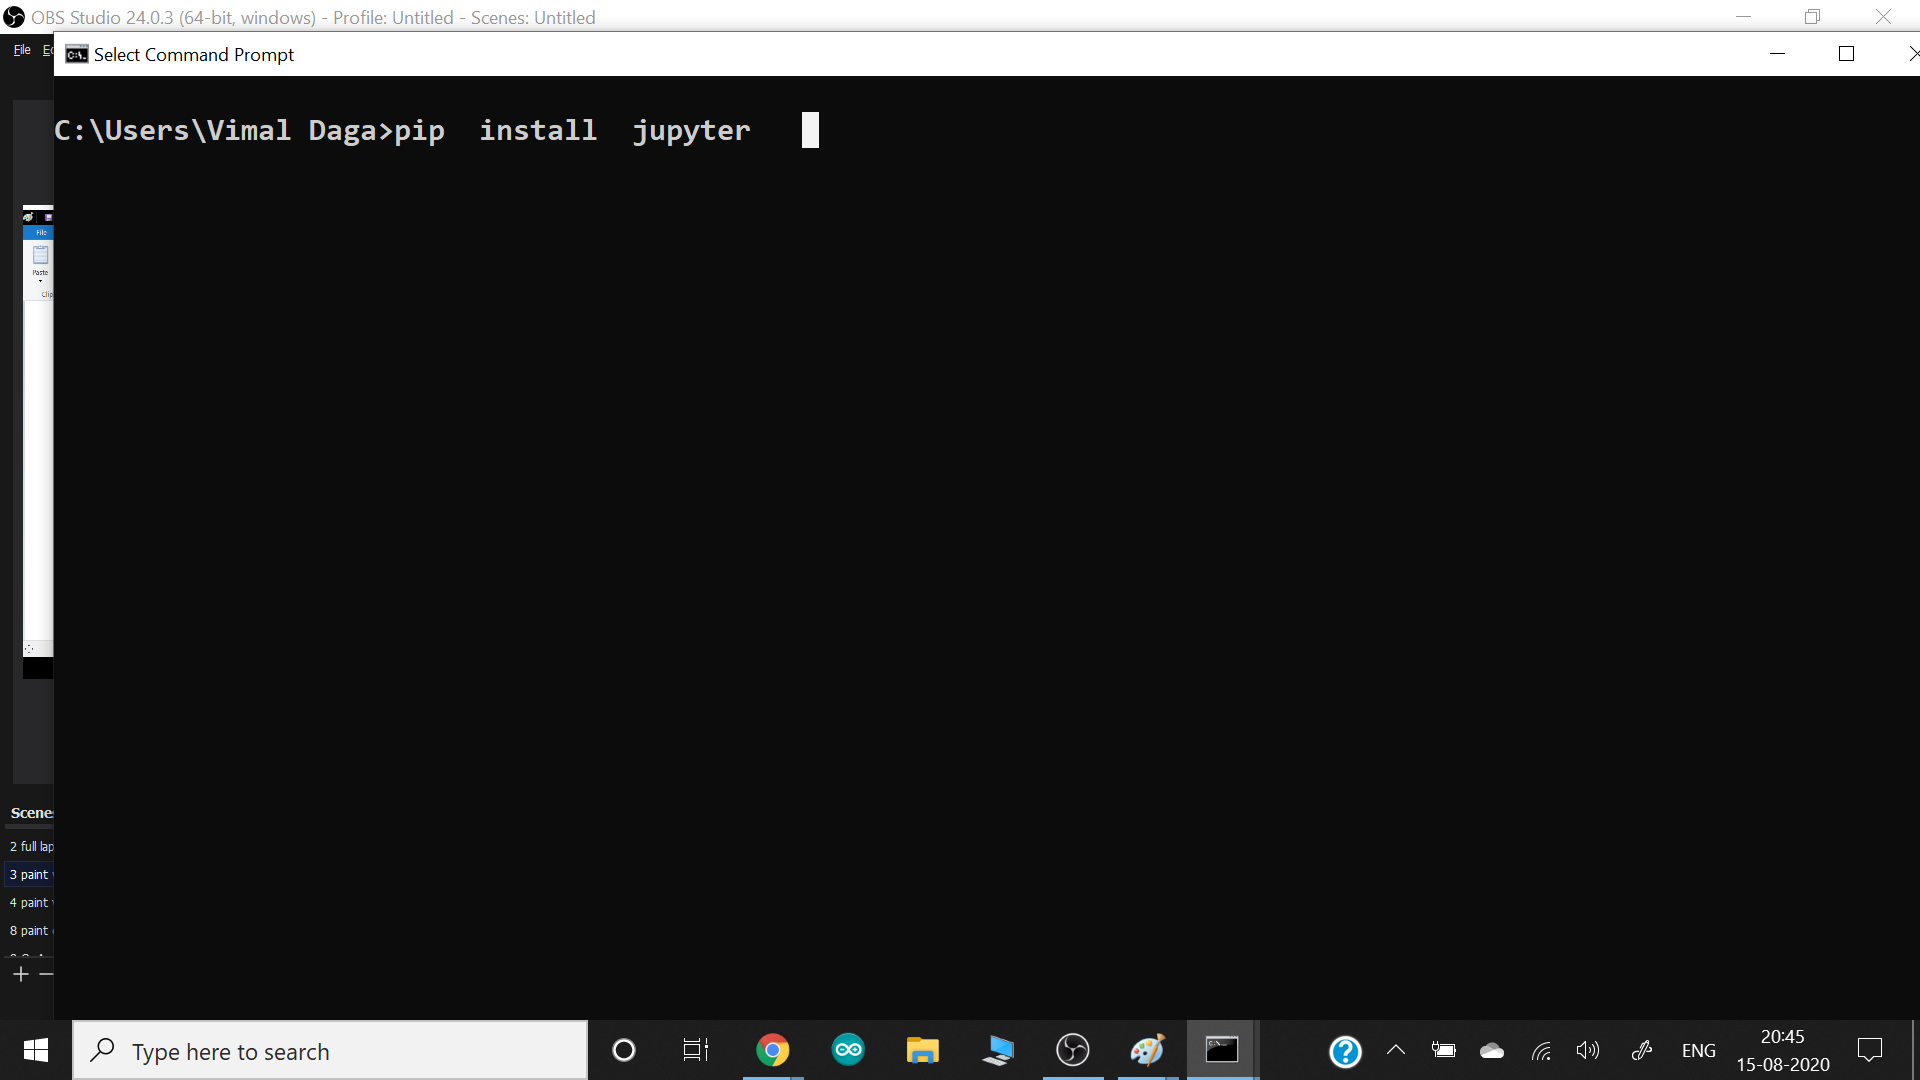 OBS Studio 24.0.3 (64-bit, windows) - Profile: Untitled - Scenes: Untitled
File
Select Command Prompt
C:\Users\Vimal Daga>pip  install  jupyter
File
Paste
Scene
2 full lap
3 paint
4 paint
8 paint
Type here to search
ENG
20:45
15-08-2020